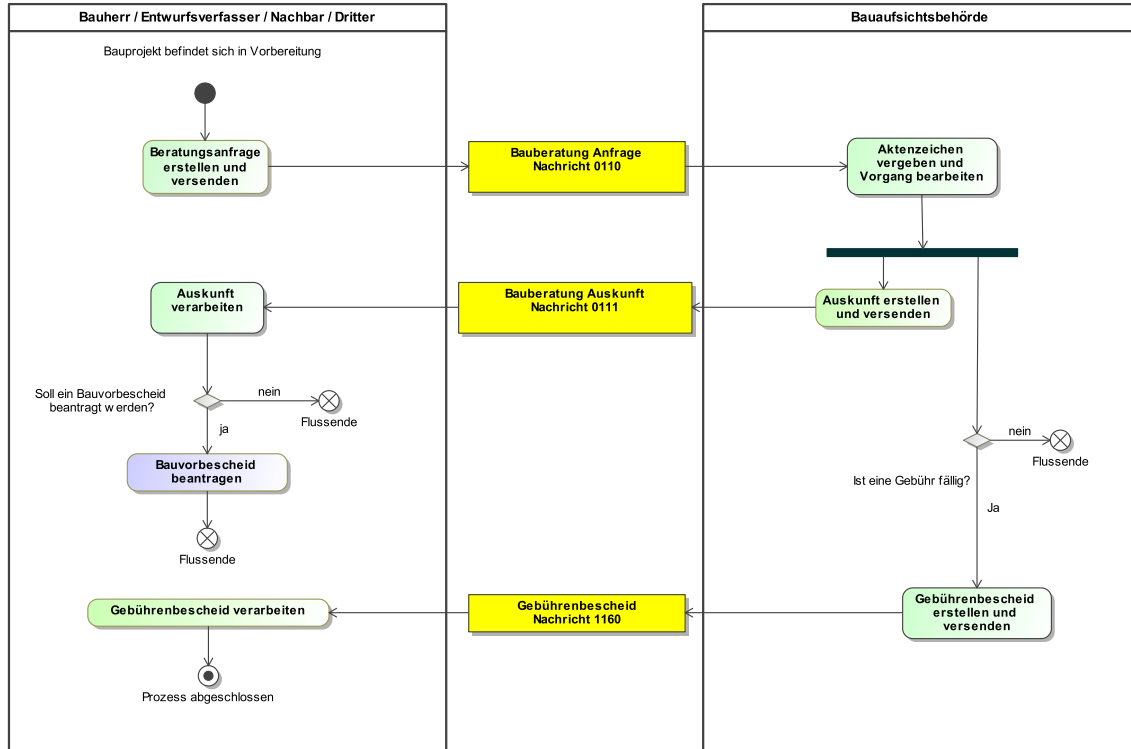 Bauherr / Entwurfsverfasser / Nachbar / Dritter
Bauaufsichtsbehörde
Bauprojekt befindet sich in Vorbereitung
Beratungsanfrage
erstellen und
versenden
Bauberatung Anfrage
Nachricht 0110
Aktenzeichen
vergeben und
Vorgang bearbeiten
Auskunft
verarbeiten
Bauberatung Auskunft
Nachricht 0111
Auskunft erstellen
und versenden
Soll ein Bauvorbescheid
beantragt werden?
nein
Flussende
ja
Bauvorbescheid
beantragen
Flussende
nein
Flussende
Ist eine Gebühr fällig?
Ja
Gebührenbescheid verarbeiten
Gebührenbescheid
Nachricht 1160
Gebührenbescheid
erstellen und
versenden
Prozess abgeschlossen